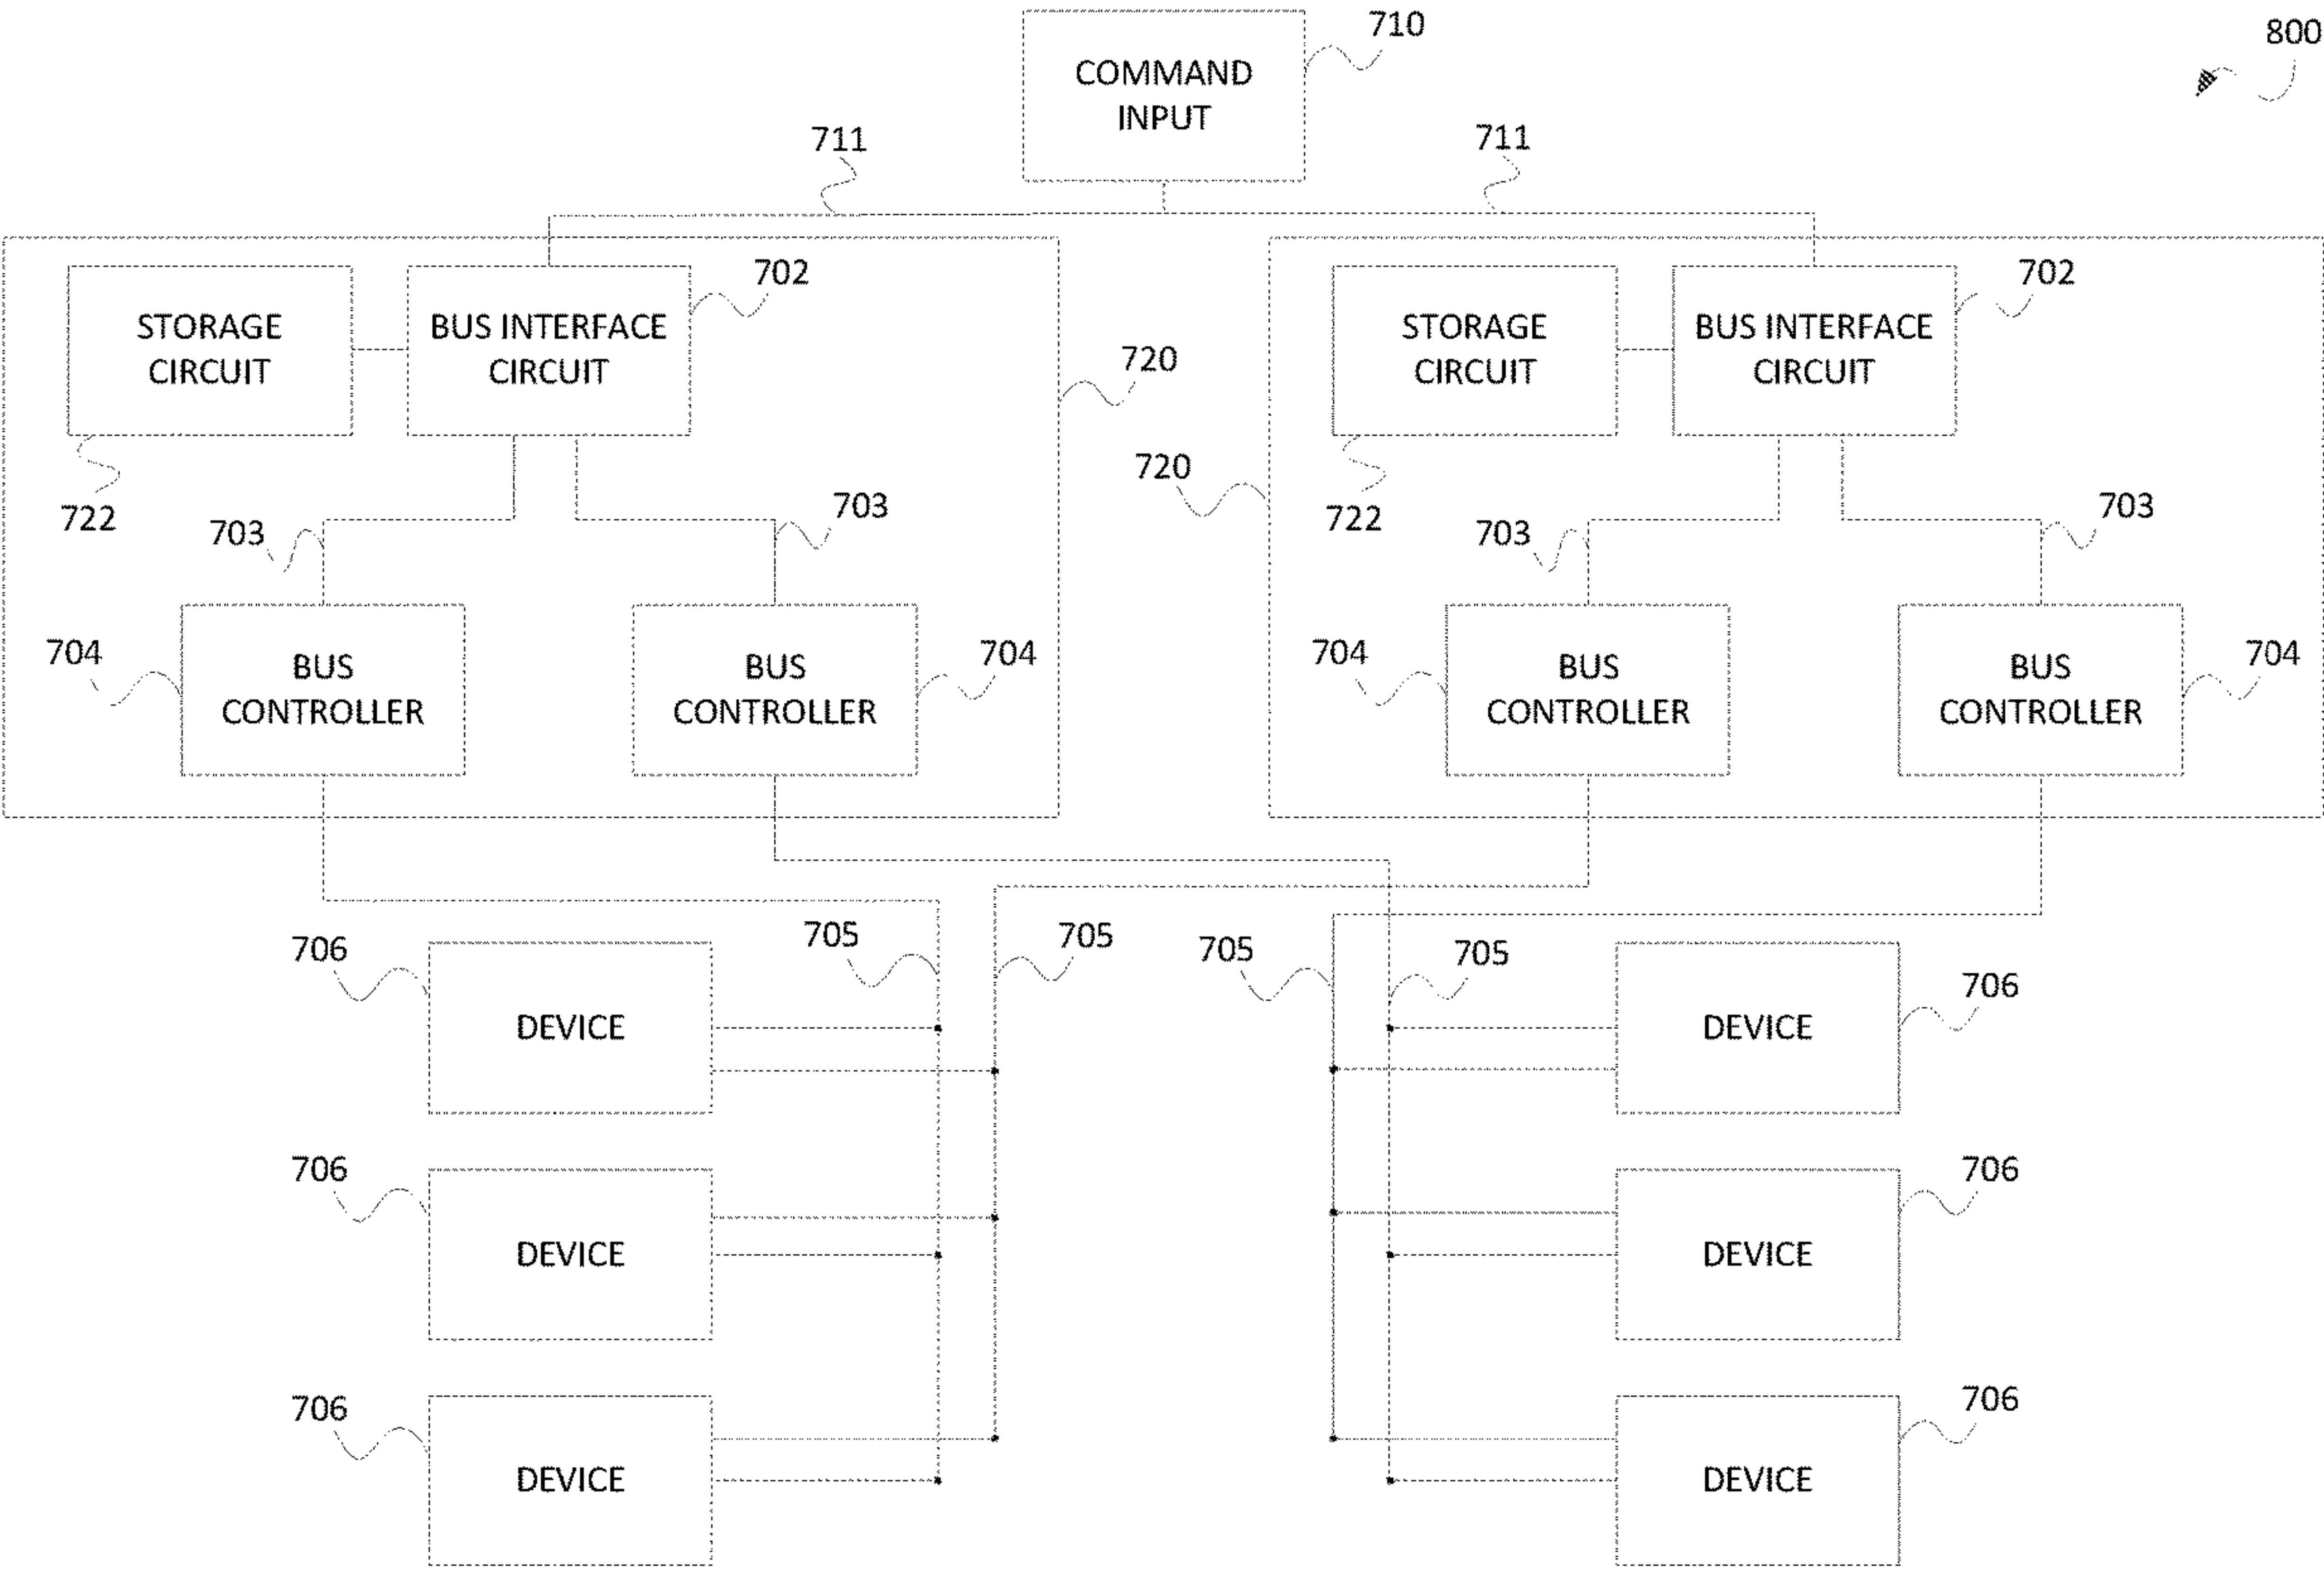 710
800
COMMAND
INPUT
711
711
702
702
STORAGE
CIRCUIT
BUS INTERFACE
CIRCUIT
720
STORAGE
CIRCUIT
BUS INTERFACE
CIRCUIT
720
722
703
703
722
703
703
704
BUS
CONTROLLER
BUS
CONTROLLER
704
704
BUS
CONTROLLER
BUS
CONTROLLER
704
706
705
705
705
705
706
DEVICE
DEVICE
706
706
DEVICE
DEVICE
706
706
DEVICE
DEVICE